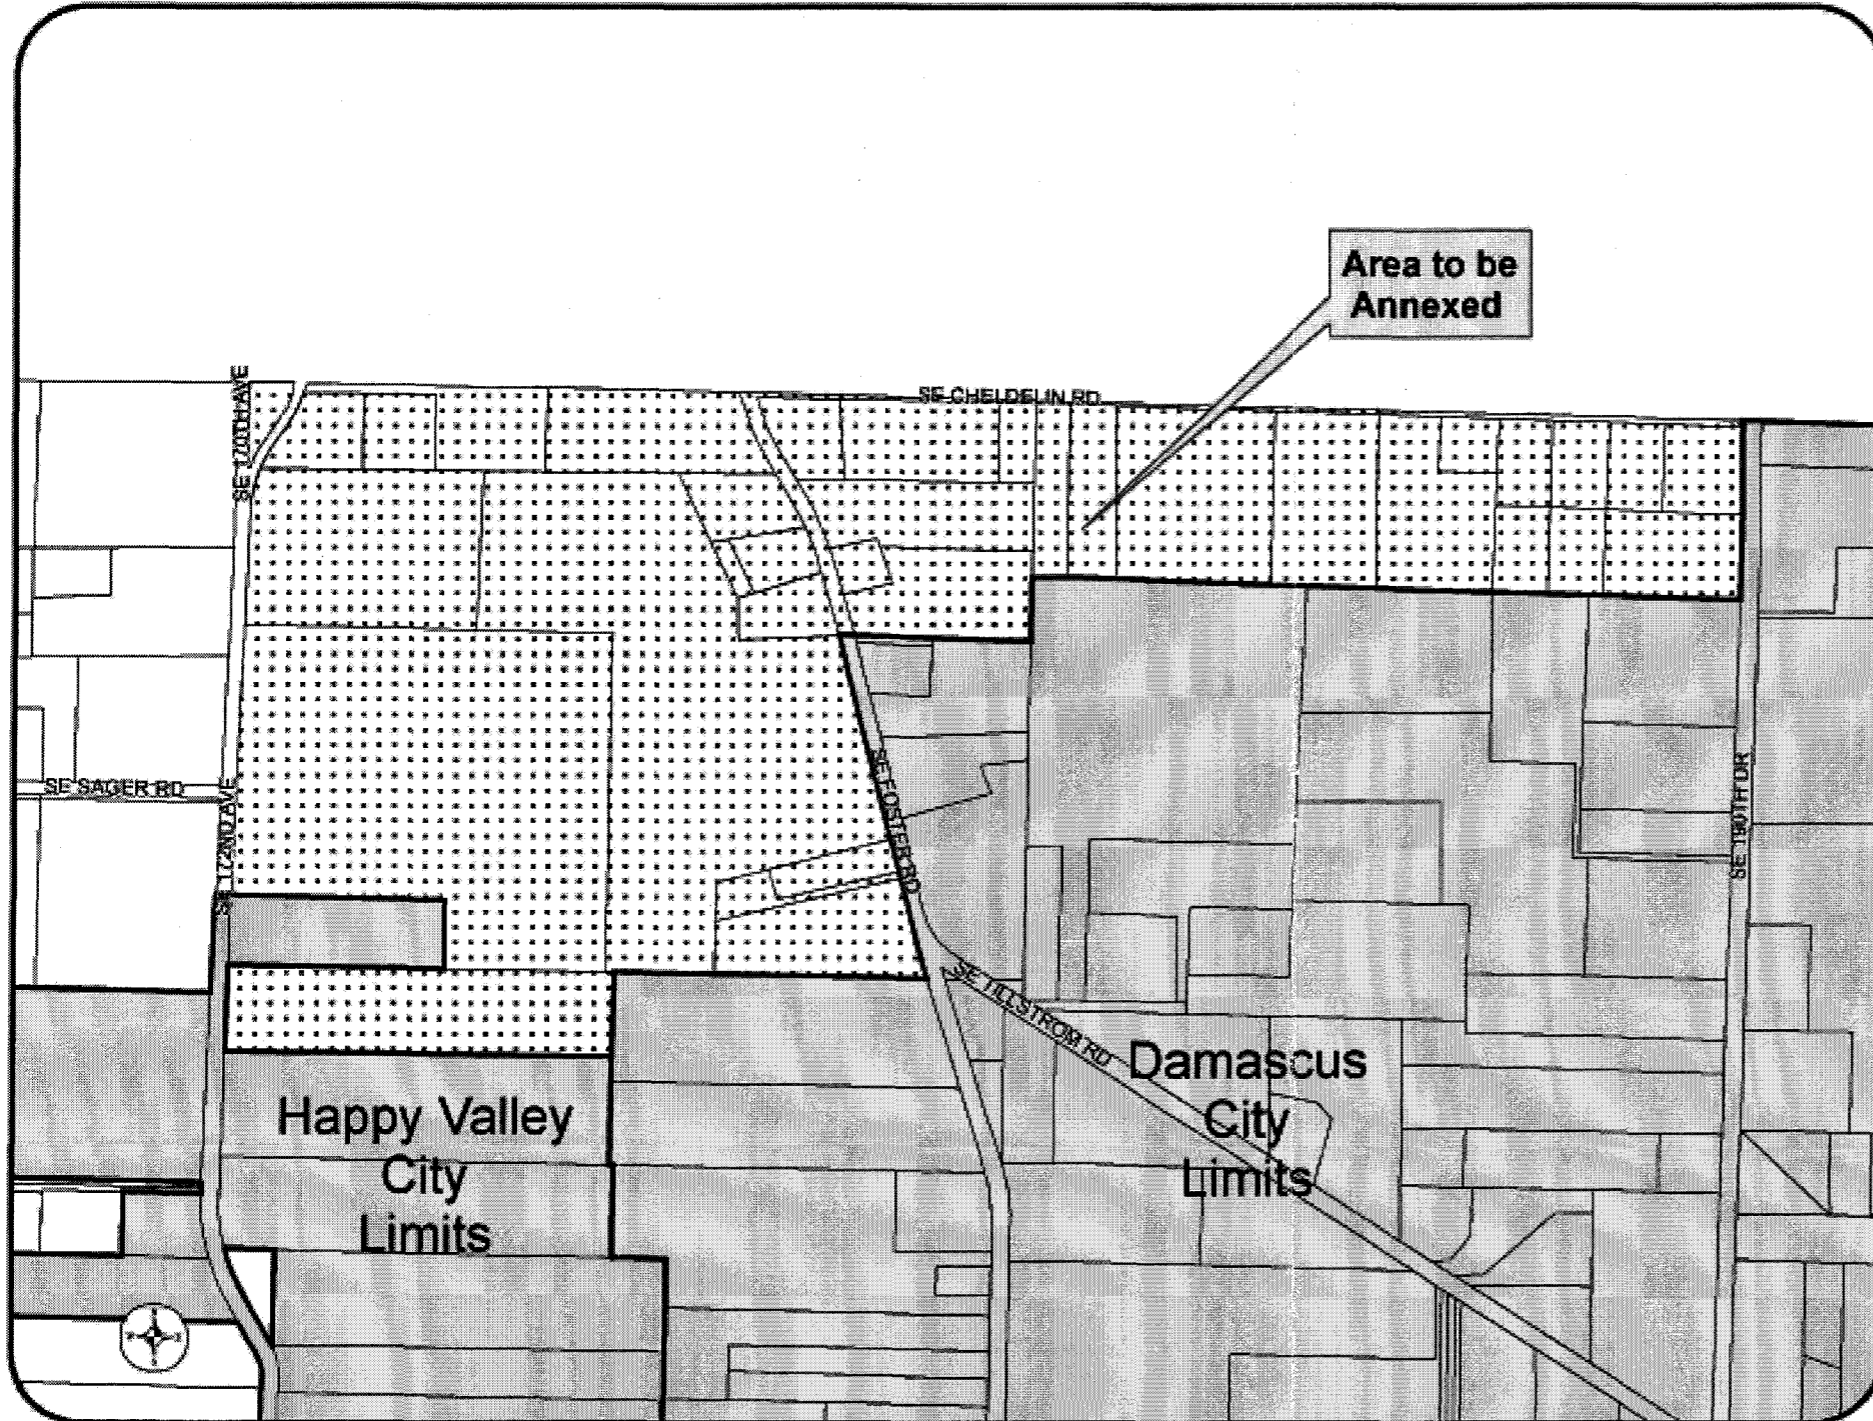 Area to be
Annexed
SE CHELDELIN RD
SE 170TH AVE
SE SAGER RD
SE 172ND AVE
SE FOSTER RD
SE 190TH DR
SE TILLSTROM RD
Damascus
City
Limits
Happy Valley
City
Limits